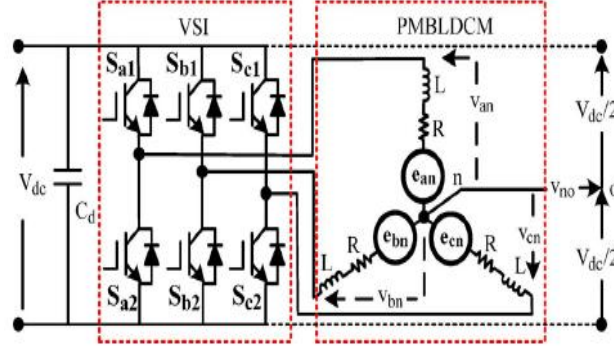 VSI
PMBLDCM
Sa1
Sb1
Sc1
L
R
van
Vdc/2
ean
n
vno
o
Vdc
Cd
ebn
ecn
R
R
vcn
L
L
vbn
Vdc/2
Sa2
Sb2
Sc2